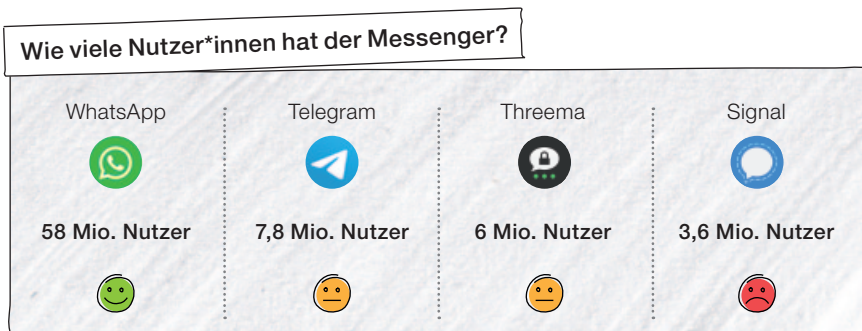 Wie viele Nutzer*innen hat der Messenger?
WhatsApp
Telegram
Threema
Signal
58 Mio. Nutzer
7,8 Mio. Nutzer
6 Mio. Nutzer
3,6 Mio. Nutzer